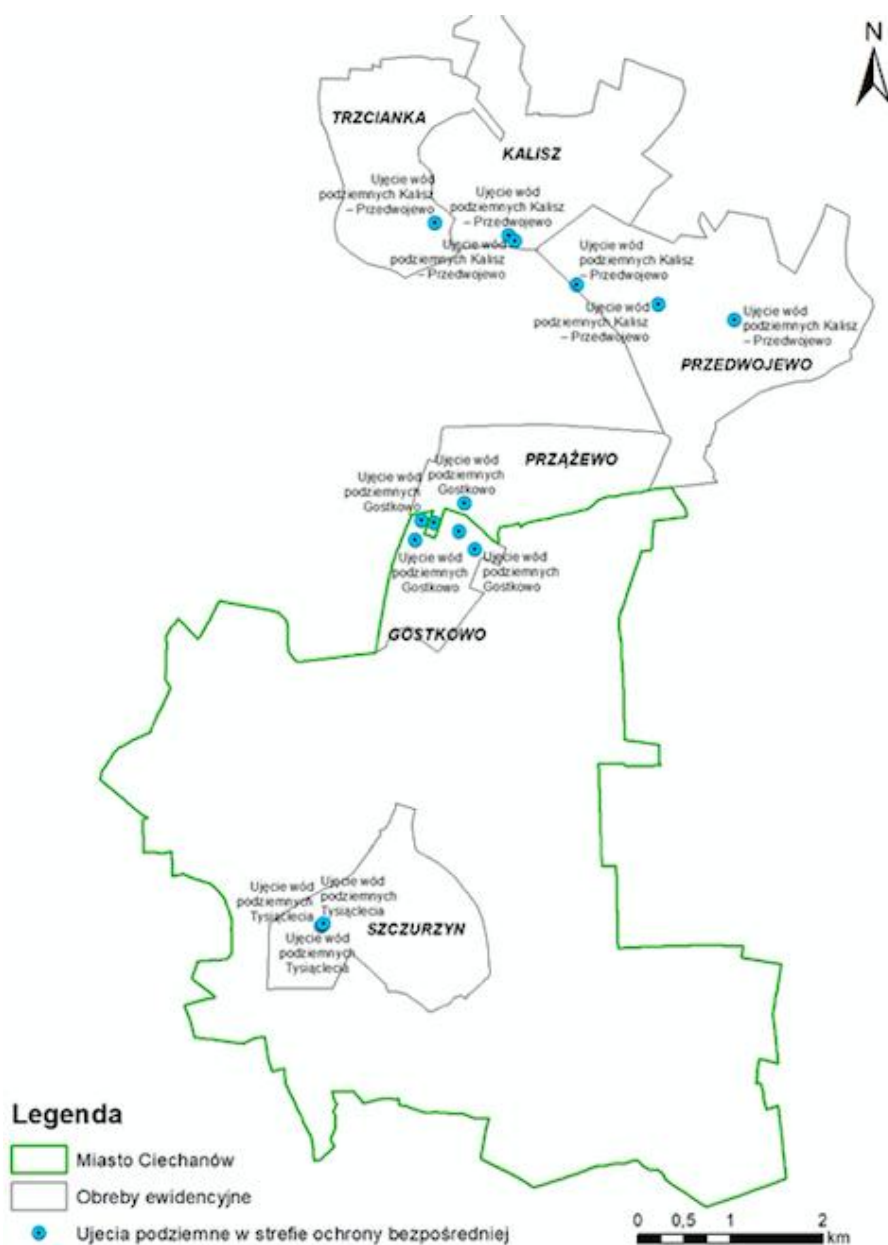 N
TRZCIANKA
KALISZ
Ujęcie wód
podziemnych Kalisz
– Przedwojewo
Ujęcie wód
podziemnych Kalisz
– Przedwojewo
Ujęcie wód
podziemnych Kalisz
– Przedwojewo
Ujęcie wód
podziemnych Kalisz
– Przedwojewo
Ujęcie wód
podziemnych Kalisz
– Przedwojewo
Ujęcie wód
podziemnych Kalisz
– Przedwojewo
PRZEDWOJEWO
PRZĄŻEWO
Ujęcie wód
podziemnych
Gostkowo
Ujęcie wód
podziemnych
Gostkowo
Ujęcie wód
podziemnych
Gostkowo
Ujęcie wód
podziemnych
Gostkowo
GOSTKOWO
Ujęcie wód
podziemnych
Tysiąclecia
Ujęcie wód
podziemnych
Tysiąclecia
SZCZURZYN
Ujęcie wód
podziemnych
Tysiąclecia
Legenda
Miasto Ciechanów
Obreby ewidencyjne
Ujecia podziemne w strefie ochrony bezpośredniej
0 0,5 1 2
km